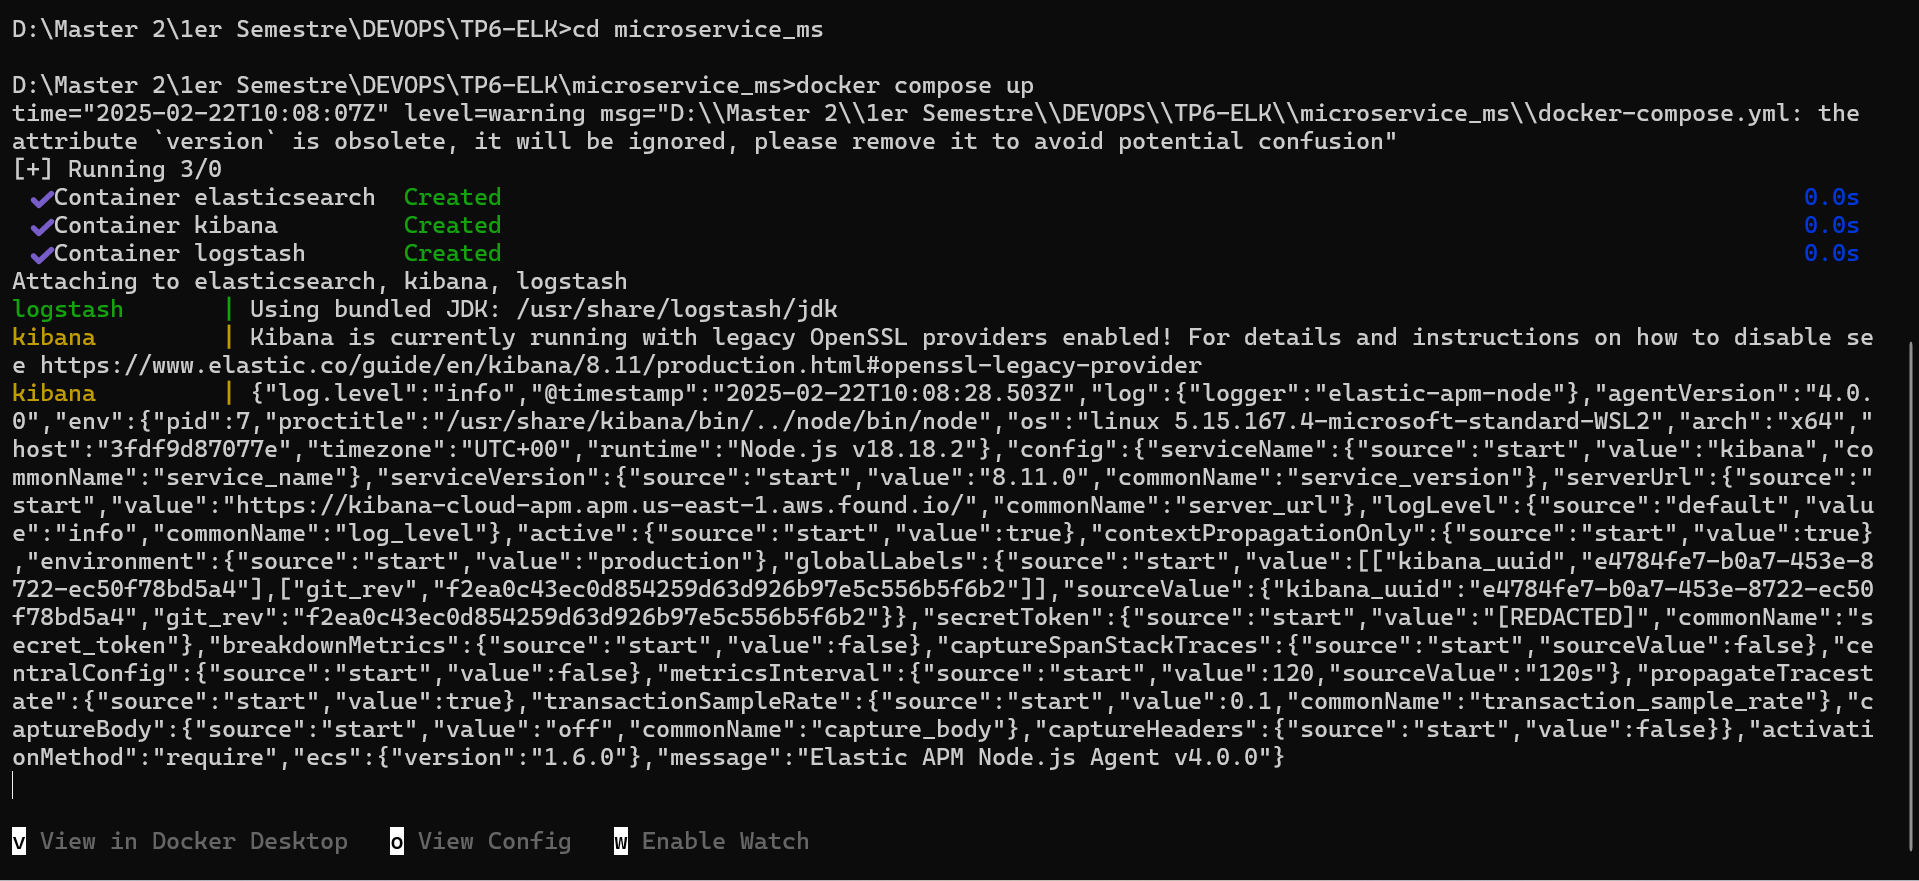 D:\Master 2\1er Semestre\DEVOPS\TP6-ELK>cd microservice_ms
D:\Master 2\1er Semestre\DEVOPS\TP6-ELK\microservice_ms>docker compose up
time="2025-02-22T10:08:07Z" level=warning msg="D:\\Master 2\\1er Semestre\\DEVOPS\\TP6-ELK\\microservice_ms\\docker-compose.yml: the
attribute `version` is obsolete, it will be ignored, please remove it to avoid potential confusion"
[+] Running 3/0
✔Container elasticsearch  Created 0.0s
✔Container kibana         Created 0.0s
✔Container logstash       Created 0.0s
Attaching to elasticsearch, kibana, logstash
logstash       | Using bundled JDK: /usr/share/logstash/jdk
kibana         | Kibana is currently running with legacy OpenSSL providers enabled! For details and instructions on how to disable se
e https://www.elastic.co/guide/en/kibana/8.11/production.html#openssl-legacy-provider
kibana         | {"log.level":"info","@timestamp":"2025-02-22T10:08:28.503Z","log":{"logger":"elastic-apm-node"},"agentVersion":"4.0.
0","env":{"pid":7,"proctitle":"/usr/share/kibana/bin/../node/bin/node","os":"linux 5.15.167.4-microsoft-standard-WSL2","arch":"x64","
host":"3fdf9d87077e","timezone":"UTC+00","runtime":"Node.js v18.18.2"},"config":{"serviceName":{"source":"start","value":"kibana","co
mmonName":"service_name"},"serviceVersion":{"source":"start","value":"8.11.0","commonName":"service_version"},"serverUrl":{"source":"
start","value":"https://kibana-cloud-apm.apm.us-east-1.aws.found.io/","commonName":"server_url"},"logLevel":{"source":"default","valu
e":"info","commonName":"log_level"},"active":{"source":"start","value":true},"contextPropagationOnly":{"source":"start","value":true}
,"environment":{"source":"start","value":"production"},"globalLabels":{"source":"start","value":[["kibana_uuid","e4784fe7-b0a7-453e-8
722-ec50f78bd5a4"],["git_rev","f2ea0c43ec0d854259d63d926b97e5c556b5f6b2"]],"sourceValue":{"kibana_uuid":"e4784fe7-b0a7-453e-8722-ec50
f78bd5a4","git_rev":"f2ea0c43ec0d854259d63d926b97e5c556b5f6b2"}},"secretToken":{"source":"start","value":"[REDACTED]","commonName":"s
ecret_token"},"breakdownMetrics":{"source":"start","value":false},"captureSpanStackTraces":{"source":"start","sourceValue":false},"ce
ntralConfig":{"source":"start","value":false},"metricsInterval":{"source":"start","value":120,"sourceValue":"120s"},"propagateTracest
ate":{"source":"start","value":true},"transactionSampleRate":{"source":"start","value":0.1,"commonName":"transaction_sample_rate"},"c
aptureBody":{"source":"start","value":"off","commonName":"capture_body"},"captureHeaders":{"source":"start","value":false}},"activati
onMethod":"require","ecs":{"version":"1.6.0"},"message":"Elastic APM Node.js Agent v4.0.0"}
v View in Docker Desktop   o View Config   w Enable Watch